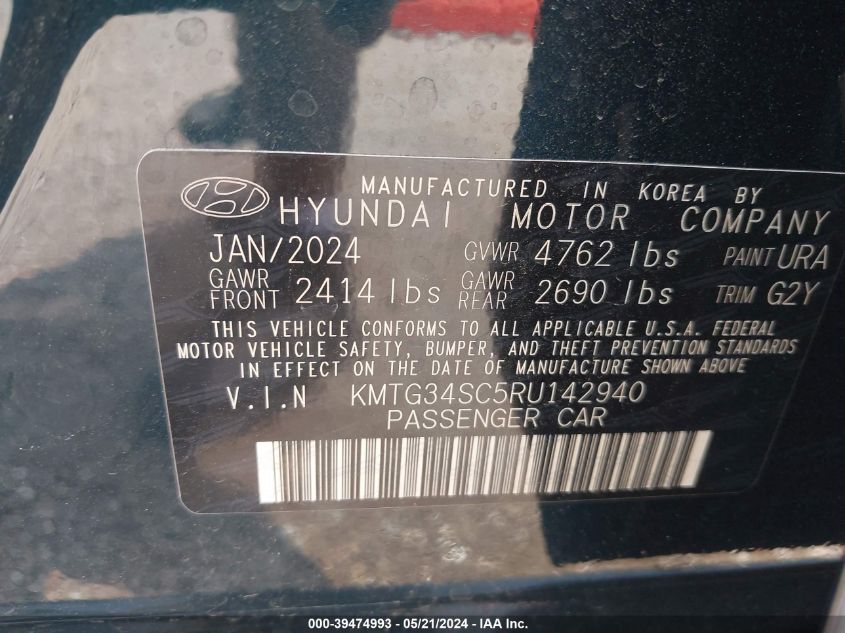 MANUFACTURED IN KOREA BY
HYUNDAI MOTOR COMPANY
JAN/2024 GVWR 4762 lbs PAINT URA
GAWR FRONT 2414 lbs GAWR REAR 2690 lbs TRIM G2Y
THIS VEHICLE CONFORMS TO ALL APPLICABLE U.S.A. FEDERAL
MOTOR VEHICLE SAFETY, BUMPER, AND THEFT PREVENTION STANDARDS
IN EFFECT ON THE DATE OF MANUFACTURE SHOWN ABOVE
V.I.N KMTG34SC5RU142940
PASSENGER CAR
000-39474993 - 05/21/2024 - IAA Inc.